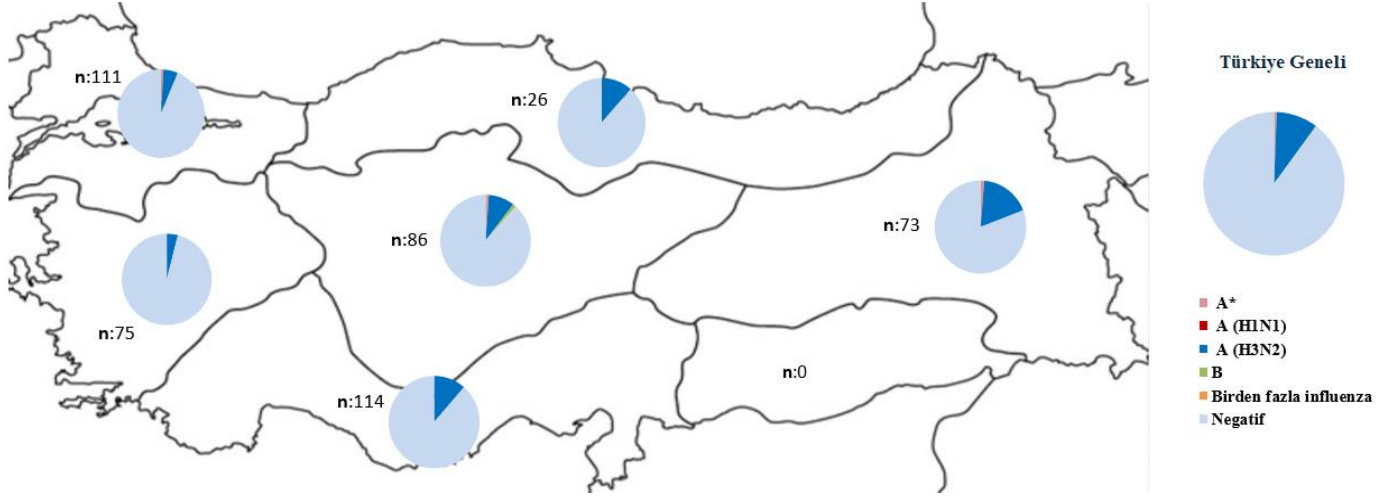 n:111
n:26
n:86
n:73
n:75
n:0
n:114
Türkiye Geneli
A*
A (H1N1)
A (H3N2)
B
Birden fazla influenza
Negatif